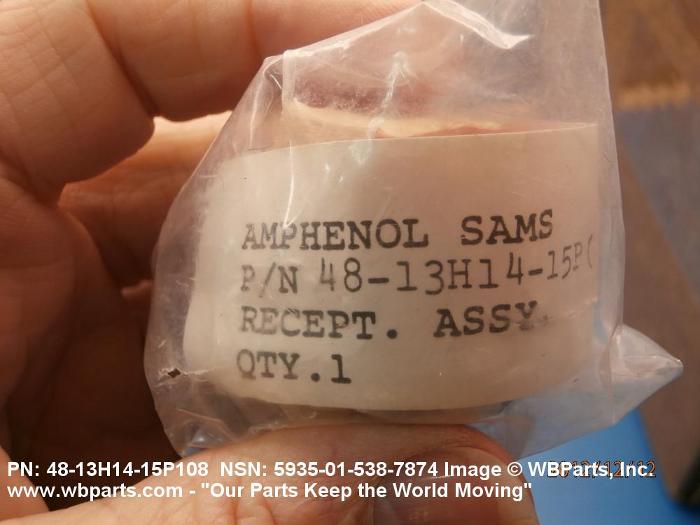 AMPHENOL SAMS
P/N 48-13H14-15P(
RECEPT. ASSY.
QTY.1
PN: 48-13H14-15P108 NSN: 5935-01-538-7874 Image © WBParts, Inc.
www.wbparts.com - "Our Parts Keep the World Moving"